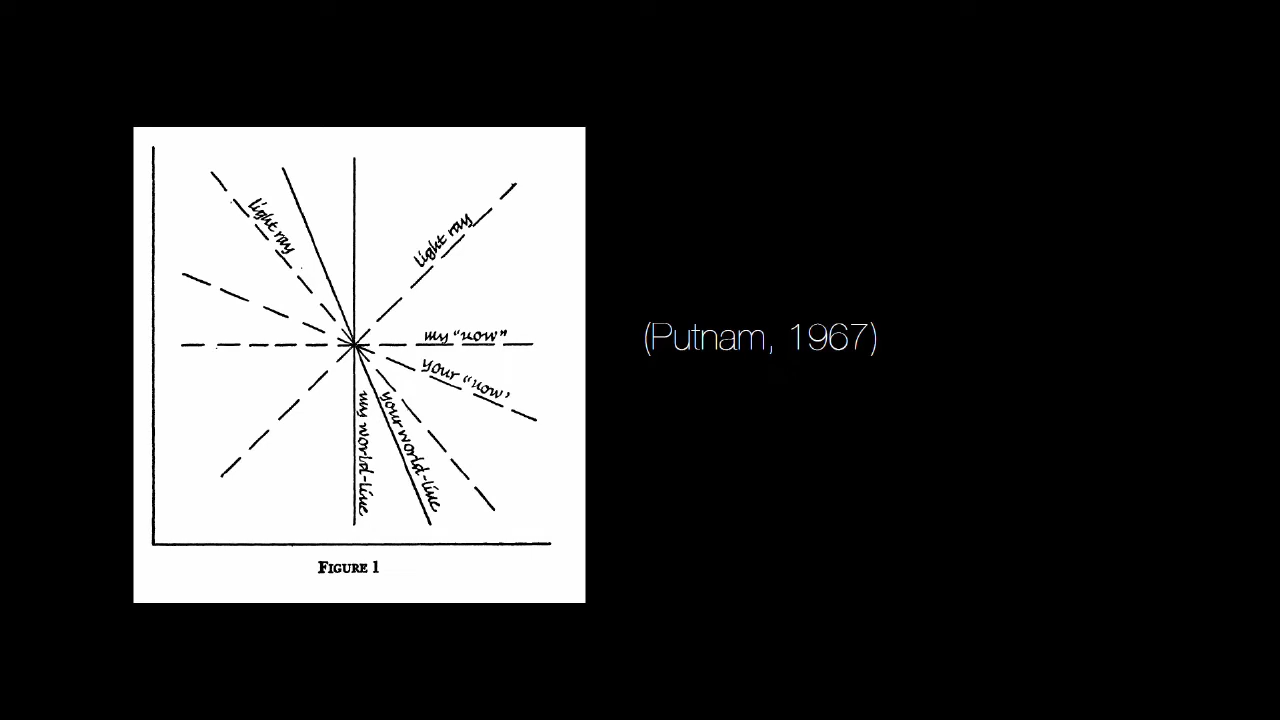 light ray
light ray
my "now"
your "now'
my world-line
your world-line
FIGURE 1
(Putnam, 1967)